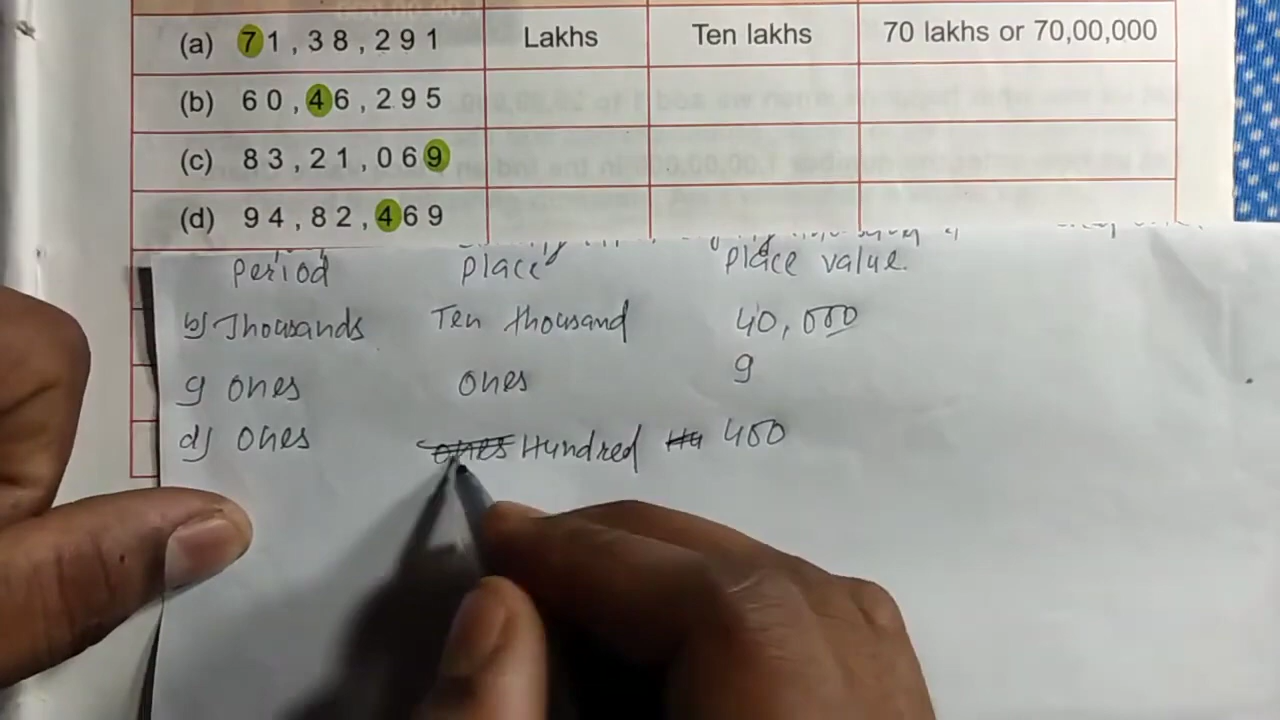 (a) 71,38,291 Lakhs Ten lakhs 70 lakhs or 70,00,000
(b) 60,46,295
(c) 83,21,069
(d) 94,82,469
Period Place Place value.
b) Thousands Ten thousand 40,000
c) ones ones 9
d) ones ones Hundred Hu 400